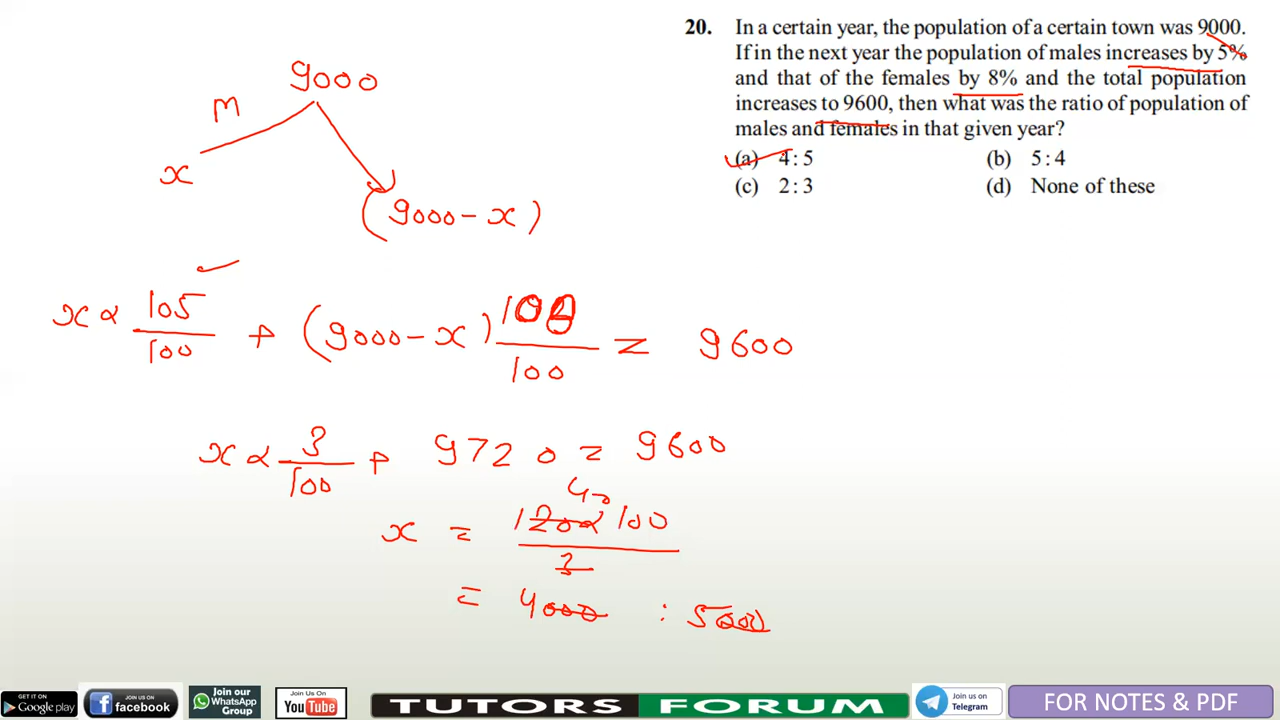 20. In a certain year, the population of a certain town was 9000.
If in the next year the population of males increases by 5%
and that of the females by 8% and the total population
increases to 9600, then what was the ratio of population of
males and females in that given year?
(a) 4 : 5 (b) 5 : 4
(c) 2 : 3 (d) None of these
9000
M
x
(9000 - x)
x × 105/100 + (9000 - x) 108/100 = 9600
x × 3/100 + 9720 = 9600
40
x = 120 × 100 / 3
= 4000 : 5000
GET IT ON
Google play
JOIN US ON
facebook
Join our
WhatsApp
Group
Join Us On
YouTube
TUTORS FORUM
Join us on
Telegram
FOR NOTES & PDF